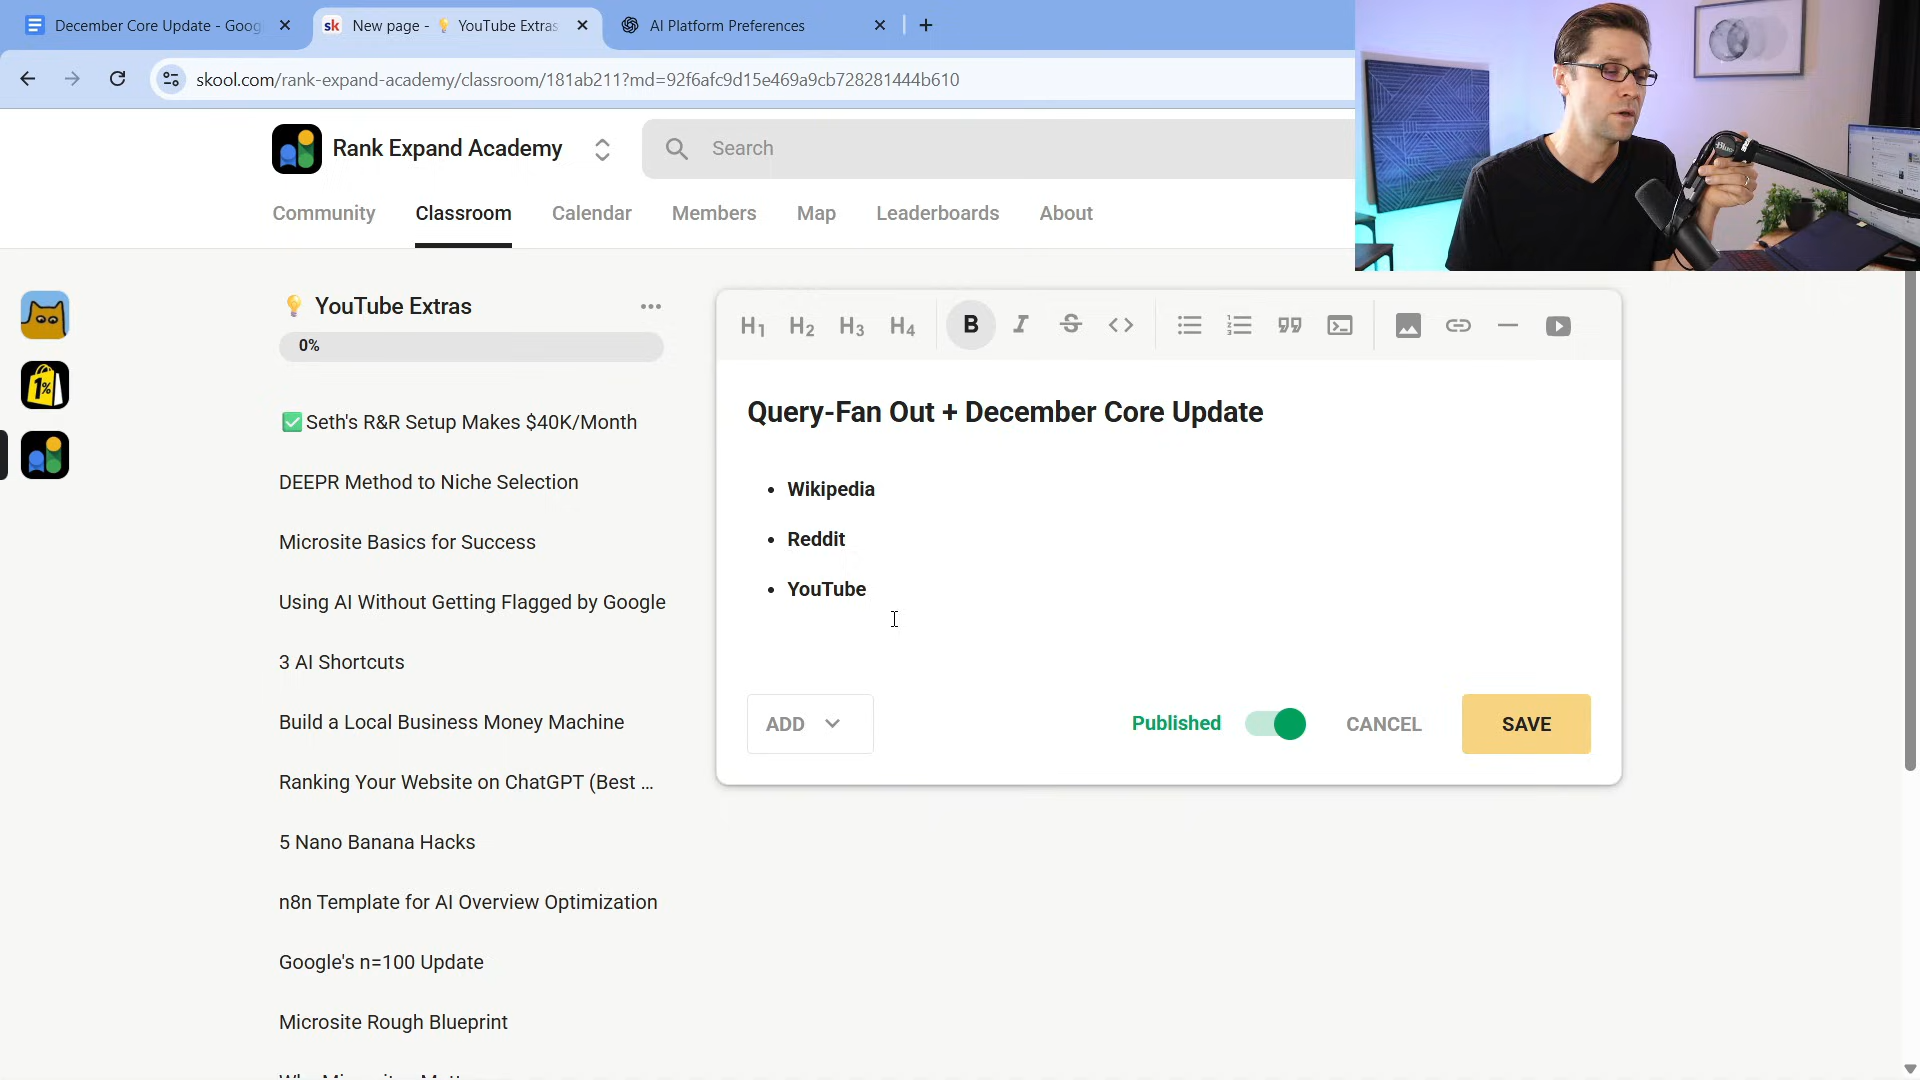 December Core Update - Goog
sk New page - 💡 YouTube Extras
AI Platform Preferences
skool.com/rank-expand-academy/classroom/181ab211?md=92f6afc9d15e469a9cb728281444b610
Rank Expand Academy
Search
Community
Classroom
Calendar
Members
Map
Leaderboards
About
1%
💡 YouTube Extras
0%
✅ Seth's R&R Setup Makes $40K/Month
DEEPR Method to Niche Selection
Microsite Basics for Success
Using AI Without Getting Flagged by Google
3 AI Shortcuts
Build a Local Business Money Machine
Ranking Your Website on ChatGPT (Best ...
5 Nano Banana Hacks
n8n Template for AI Overview Optimization
Google's n=100 Update
Microsite Rough Blueprint
H1 H2 H3 H4 B I S <>
Query-Fan Out + December Core Update
• Wikipedia
• Reddit
• YouTube
ADD
Published
CANCEL
SAVE
Blue